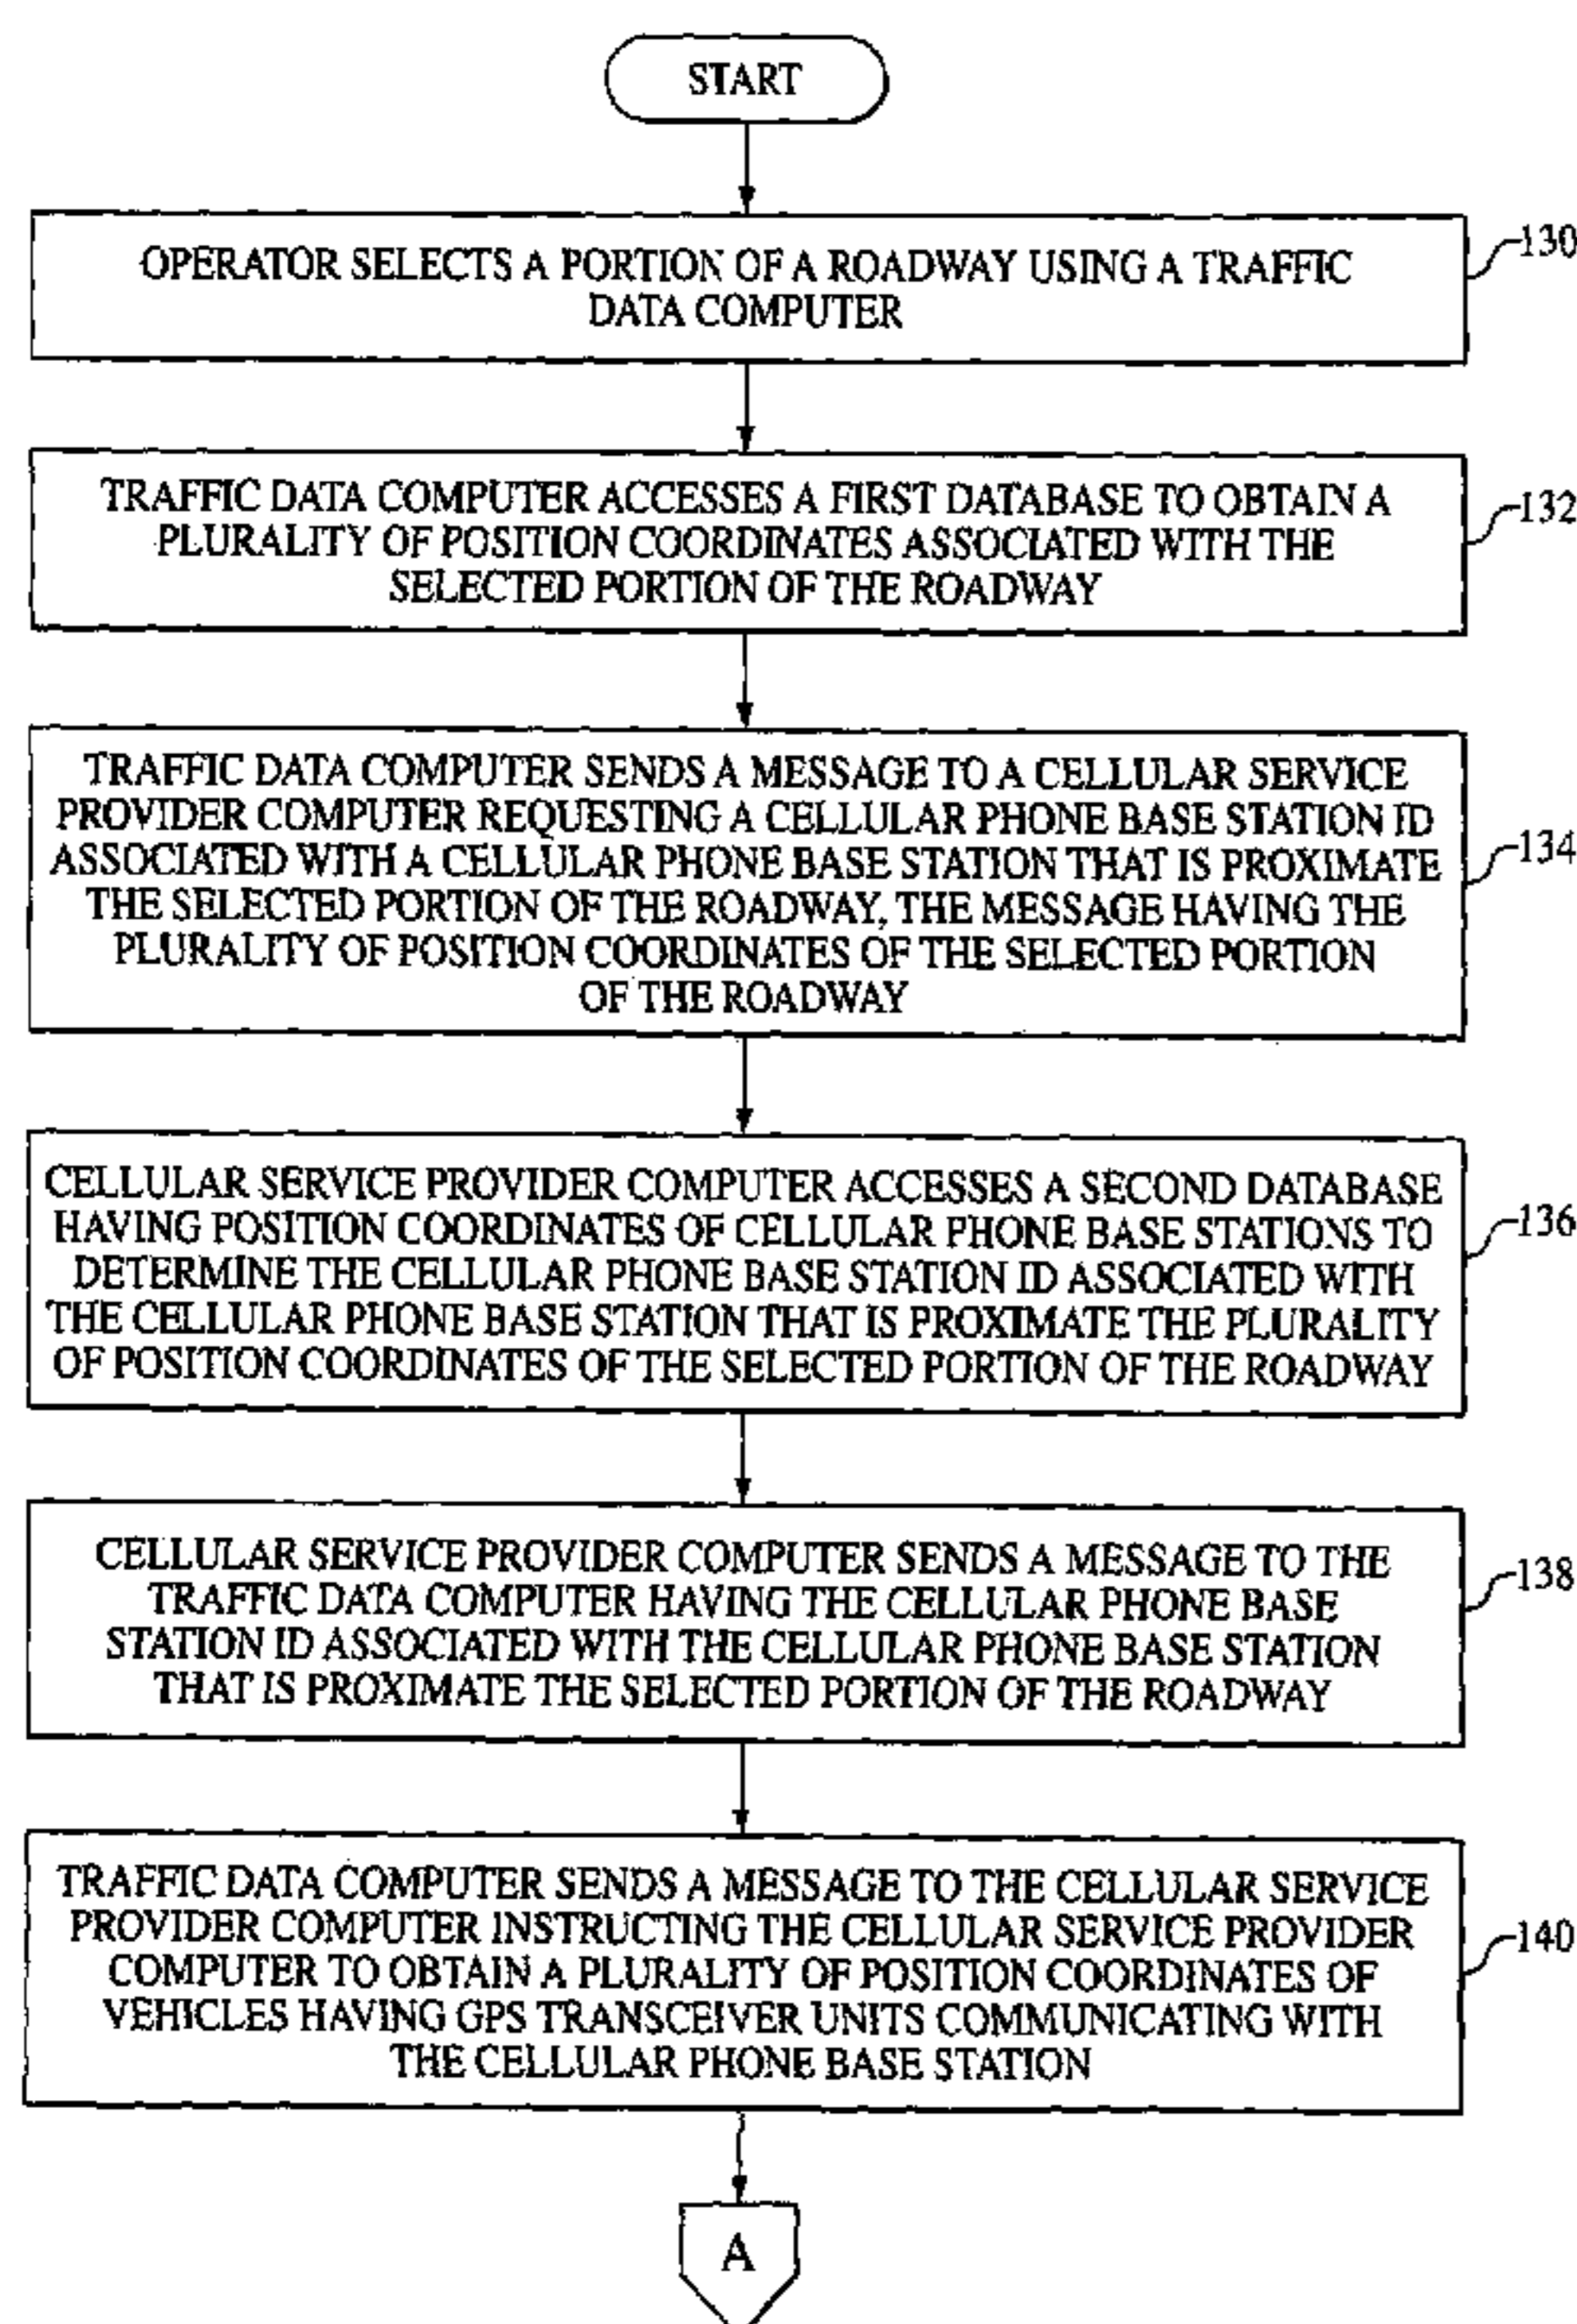 START
OPERATOR SELECTS A PORTION OF A ROADWAY USING A TRAFFIC
DATA COMPUTER
130
TRAFFIC DATA COMPUTER ACCESSES A FIRST DATABASE TO OBTAIN A
PLURALITY OF POSITION COORDINATES ASSOCIATED WITH THE
SELECTED PORTION OF THE ROADWAY
132
TRAFFIC DATA COMPUTER SENDS A MESSAGE TO A CELLULAR SERVICE
PROVIDER COMPUTER REQUESTING A CELLULAR PHONE BASE STATION ID
ASSOCIATED WITH A CELLULAR PHONE BASE STATION THAT IS PROXIMATE
THE SELECTED PORTION OF THE ROADWAY, THE MESSAGE HAVING THE
PLURALITY OF POSITION COORDINATES OF THE SELECTED PORTION
OF THE ROADWAY
134
CELLULAR SERVICE PROVIDER COMPUTER ACCESSES A SECOND DATABASE
HAVING POSITION COORDINATES OF CELLULAR PHONE BASE STATIONS TO
DETERMINE THE CELLULAR PHONE BASE STATION ID ASSOCIATED WITH
THE CELLULAR PHONE BASE STATION THAT IS PROXIMATE THE PLURALITY
OF POSITION COORDINATES OF THE SELECTED PORTION OF THE ROADWAY
136
CELLULAR SERVICE PROVIDER COMPUTER SENDS A MESSAGE TO THE
TRAFFIC DATA COMPUTER HAVING THE CELLULAR PHONE BASE
STATION ID ASSOCIATED WITH THE CELLULAR PHONE BASE STATION
THAT IS PROXIMATE THE SELECTED PORTION OF THE ROADWAY
138
TRAFFIC DATA COMPUTER SENDS A MESSAGE TO THE CELLULAR SERVICE
PROVIDER COMPUTER INSTRUCTING THE CELLULAR SERVICE PROVIDER
COMPUTER TO OBTAIN A PLURALITY OF POSITION COORDINATES OF
VEHICLES HAVING GPS TRANSCEIVER UNITS COMMUNICATING WITH
THE CELLULAR PHONE BASE STATION
140
A